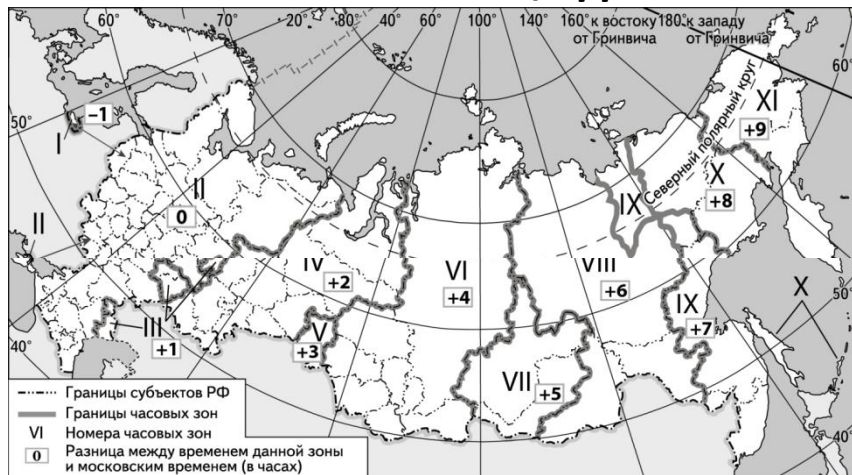 60° 70° 20° 40° 60° 100° 140° 160° к востоку от Гринвича 180° к западу от Гринвича
60°
50°
–1
I
Северный полярный круг
XI
+9
II
0
X
+8
IX
II
IV
+2
VI
+4
VIII
+6
X
50°
III
+1
V
+3
IX
+7
40°
VII
+5
40°
Границы субъектов РФ
Границы часовых зон
VI Номера часовых зон
0 Разница между временем данной зоны
и московским временем (в часах)